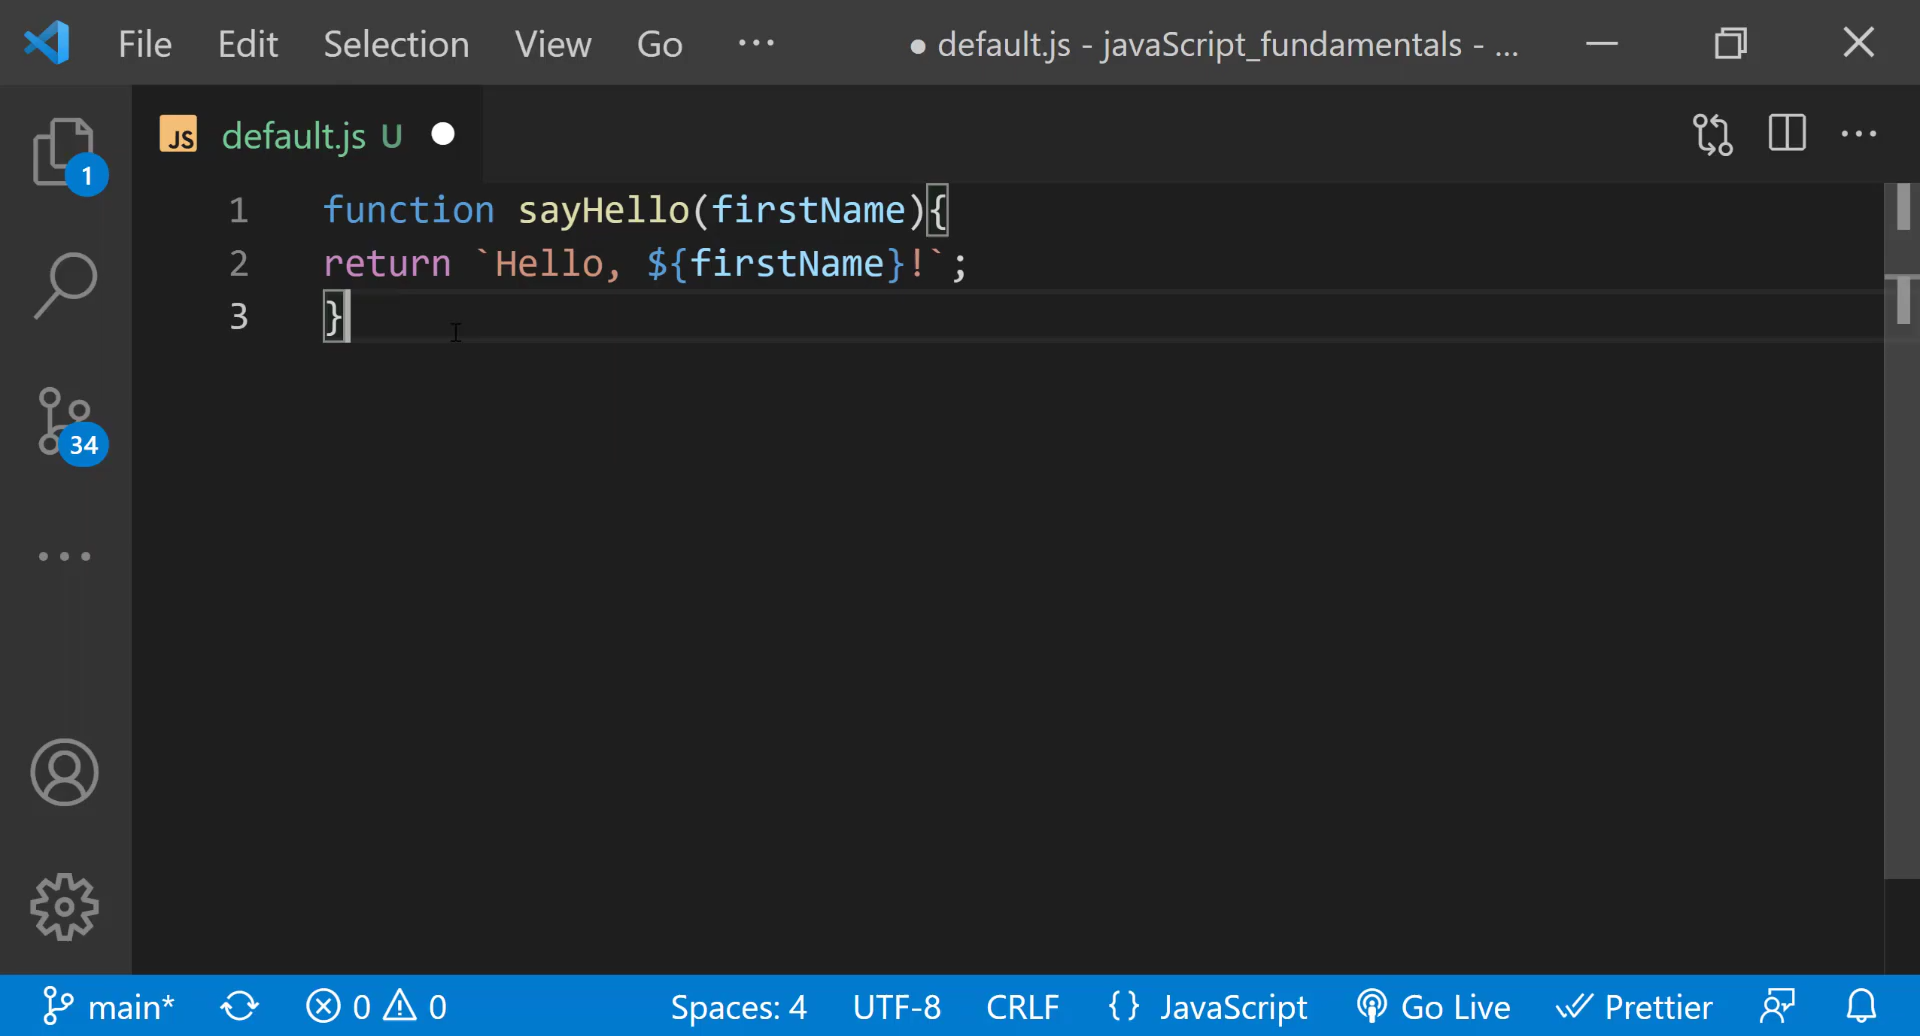 File Edit Selection View Go ··· ● default.js - javaScript_fundamentals - ...
1
JS default.js U
1 function sayHello(firstName){
2 return `Hello, ${firstName}!`;
3 }
34
main* 0 0 Spaces: 4 UTF-8 CRLF {} JavaScript Go Live Prettier